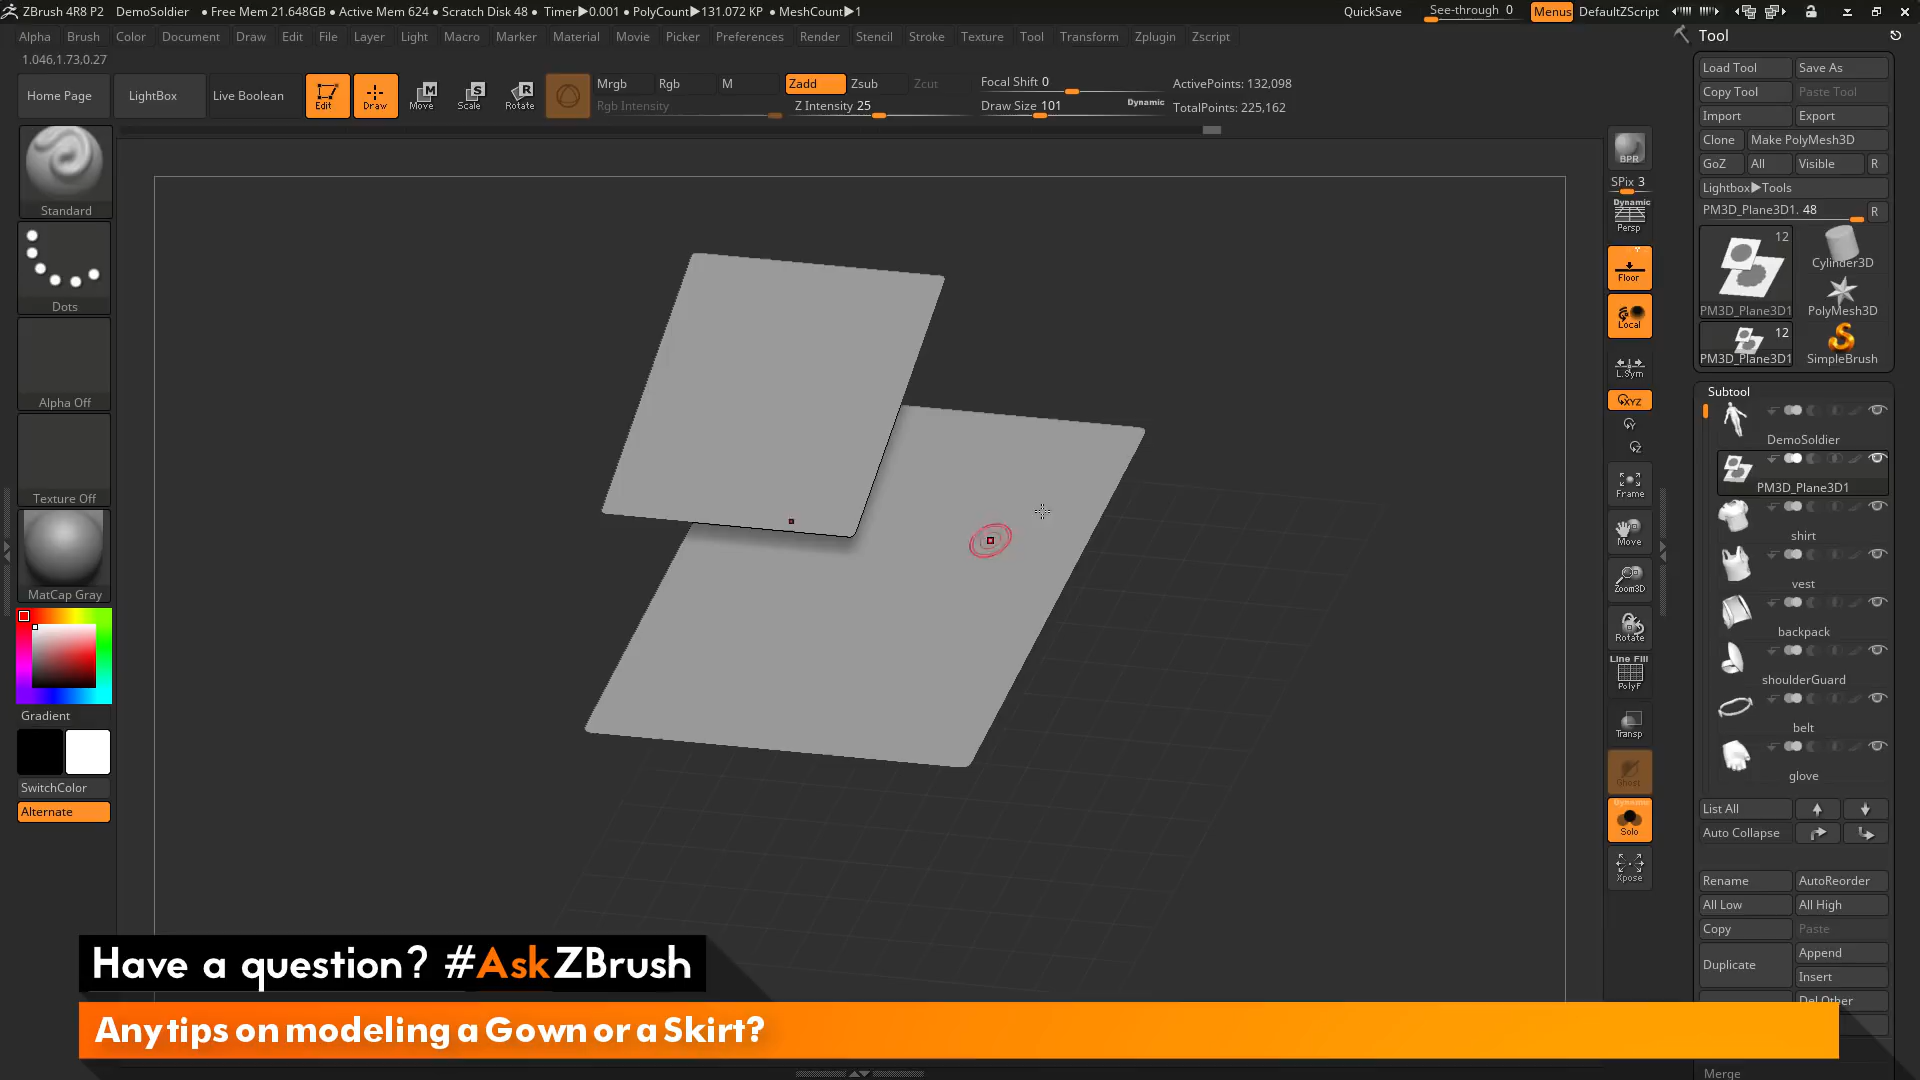 ZBrush 4R8 P2 DemoSoldier • Free Mem 21.648GB • Active Mem 624 • Scratch Disk 48 • Timer▶0.001 • PolyCount▶131.072 KP • MeshCount▶1 QuickSave See-through 0 Menus DefaultZScript
Alpha Brush Color Document Draw Edit File Layer Light Macro Marker Material Movie Picker Preferences Render Stencil Stroke Texture Tool Transform Zplugin Zscript
1.046,1.73,0.27
Home Page LightBox Live Boolean Edit Draw Move Scale Rotate
Mrgb Rgb M Zadd Zsub Zcut Focal Shift 0 ActivePoints: 132,098
Rgb Intensity Z Intensity 25 Draw Size 101 Dynamic TotalPoints: 225,162
Standard
Dots
Alpha Off
Texture Off
MatCap Gray
Gradient
SwitchColor
Alternate
BPR
SPix 3
Dynamic
Persp
Floor
Local
L.Sym
XYZ
Y
Z
Frame
Move
Zoom3D
Rotate
Line Fill
PolyF
Transp
Ghost
Dynamic
Solo
Xpose
Tool
Load Tool Save As
Copy Tool Paste Tool
Import Export
Clone Make PolyMesh3D
GoZ All Visible R
Lightbox▶Tools
PM3D_Plane3D1. 48 R
12
Cylinder3D
PM3D_Plane3D1 PolyMesh3D
12
PM3D_Plane3D1 SimpleBrush
Subtool
DemoSoldier
PM3D_Plane3D1
shirt
vest
backpack
shoulderGuard
belt
glove
List All
Auto Collapse
Rename AutoReorder
All Low All High
Copy Paste
Duplicate Append
Insert
Del Other
Merge
Have a question? #AskZBrush
Any tips on modeling a Gown or a Skirt?